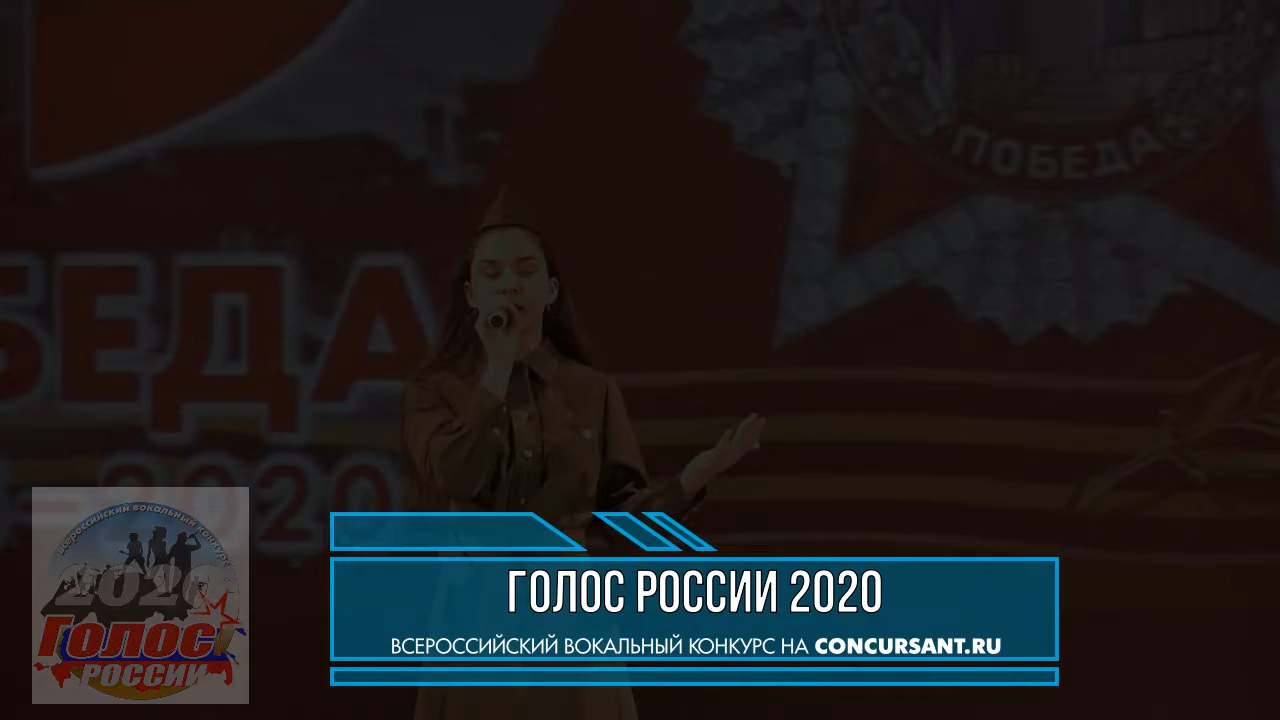 ПОБЕДА
БЕДА
2020
ВСЕРОССИЙСКИЙ ВОКАЛЬНЫЙ КОНКУРС
2020
ГОЛОС
РОССИИ
ГОЛОС РОССИИ 2020
ВСЕРОССИЙСКИЙ ВОКАЛЬНЫЙ КОНКУРС НА CONCURSANT.RU